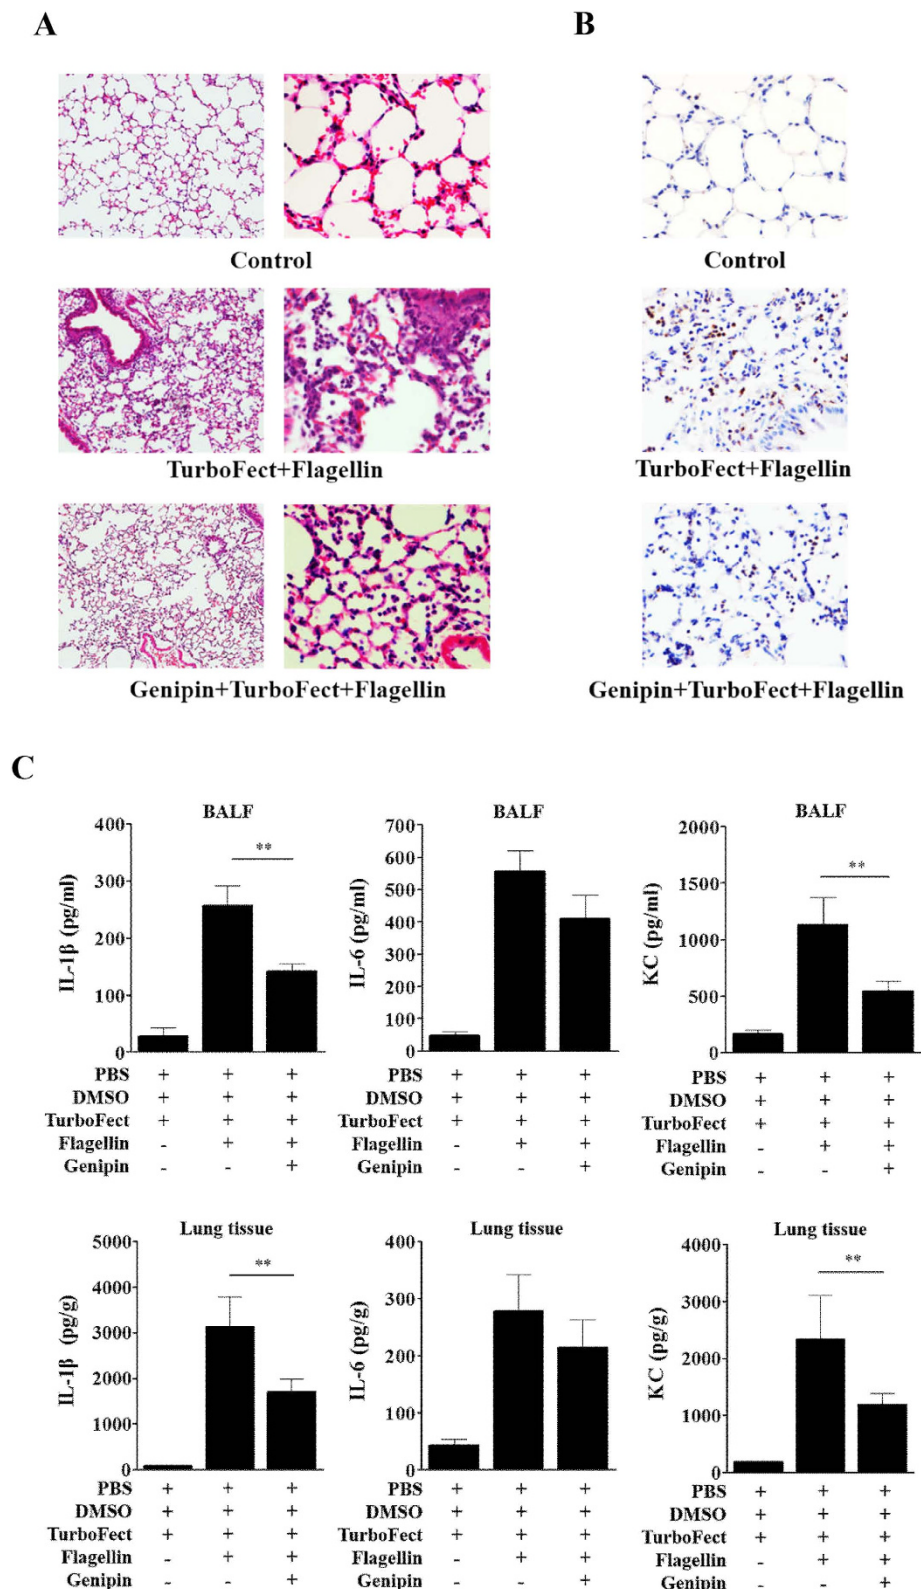 A
B
Control
Control
TurboFect+Flagellin
TurboFect+Flagellin
Genipin+TurboFect+Flagellin
Genipin+TurboFect+Flagellin
C
BALF
400
300
200
100
0
IL-1β (pg/ml)
**
PBS + + +
DMSO + + +
TurboFect + + +
Flagellin - + +
Genipin - - +
BALF
700
600
500
400
300
200
100
0
IL-6 (pg/ml)
PBS + + +
DMSO + + +
TurboFect + + +
Flagellin - + +
Genipin - - +
BALF
2000
1500
1000
500
0
KC (pg/ml)
**
PBS + + +
DMSO + + +
TurboFect + + +
Flagellin - + +
Genipin - - +
Lung tissue
5000
4000
3000
2000
1000
0
IL-1β (pg/g)
**
PBS + + +
DMSO + + +
TurboFect + + +
Flagellin - + +
Genipin - - +
Lung tissue
400
300
200
100
0
IL-6 (pg/g)
PBS + + +
DMSO + + +
TurboFect + + +
Flagellin - + +
Genipin - - +
Lung tissue
4000
3000
2000
1000
0
KC (pg/g)
**
PBS + + +
DMSO + + +
TurboFect + + +
Flagellin - + +
Genipin - - +